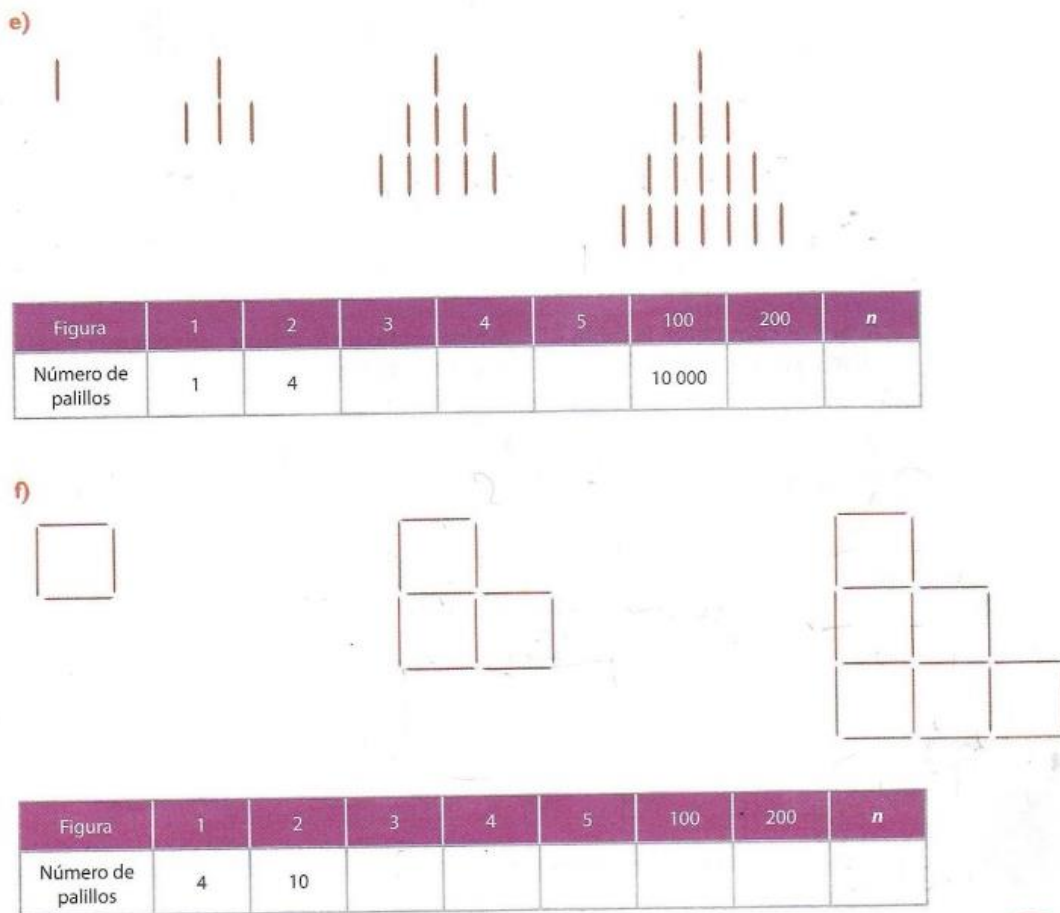 e)
Figura 1 2 3 4 5 100 200 n
Número de palillos 1 4 10 000
f)
Figura 1 2 3 4 5 100 200 n
Número de palillos 4 10